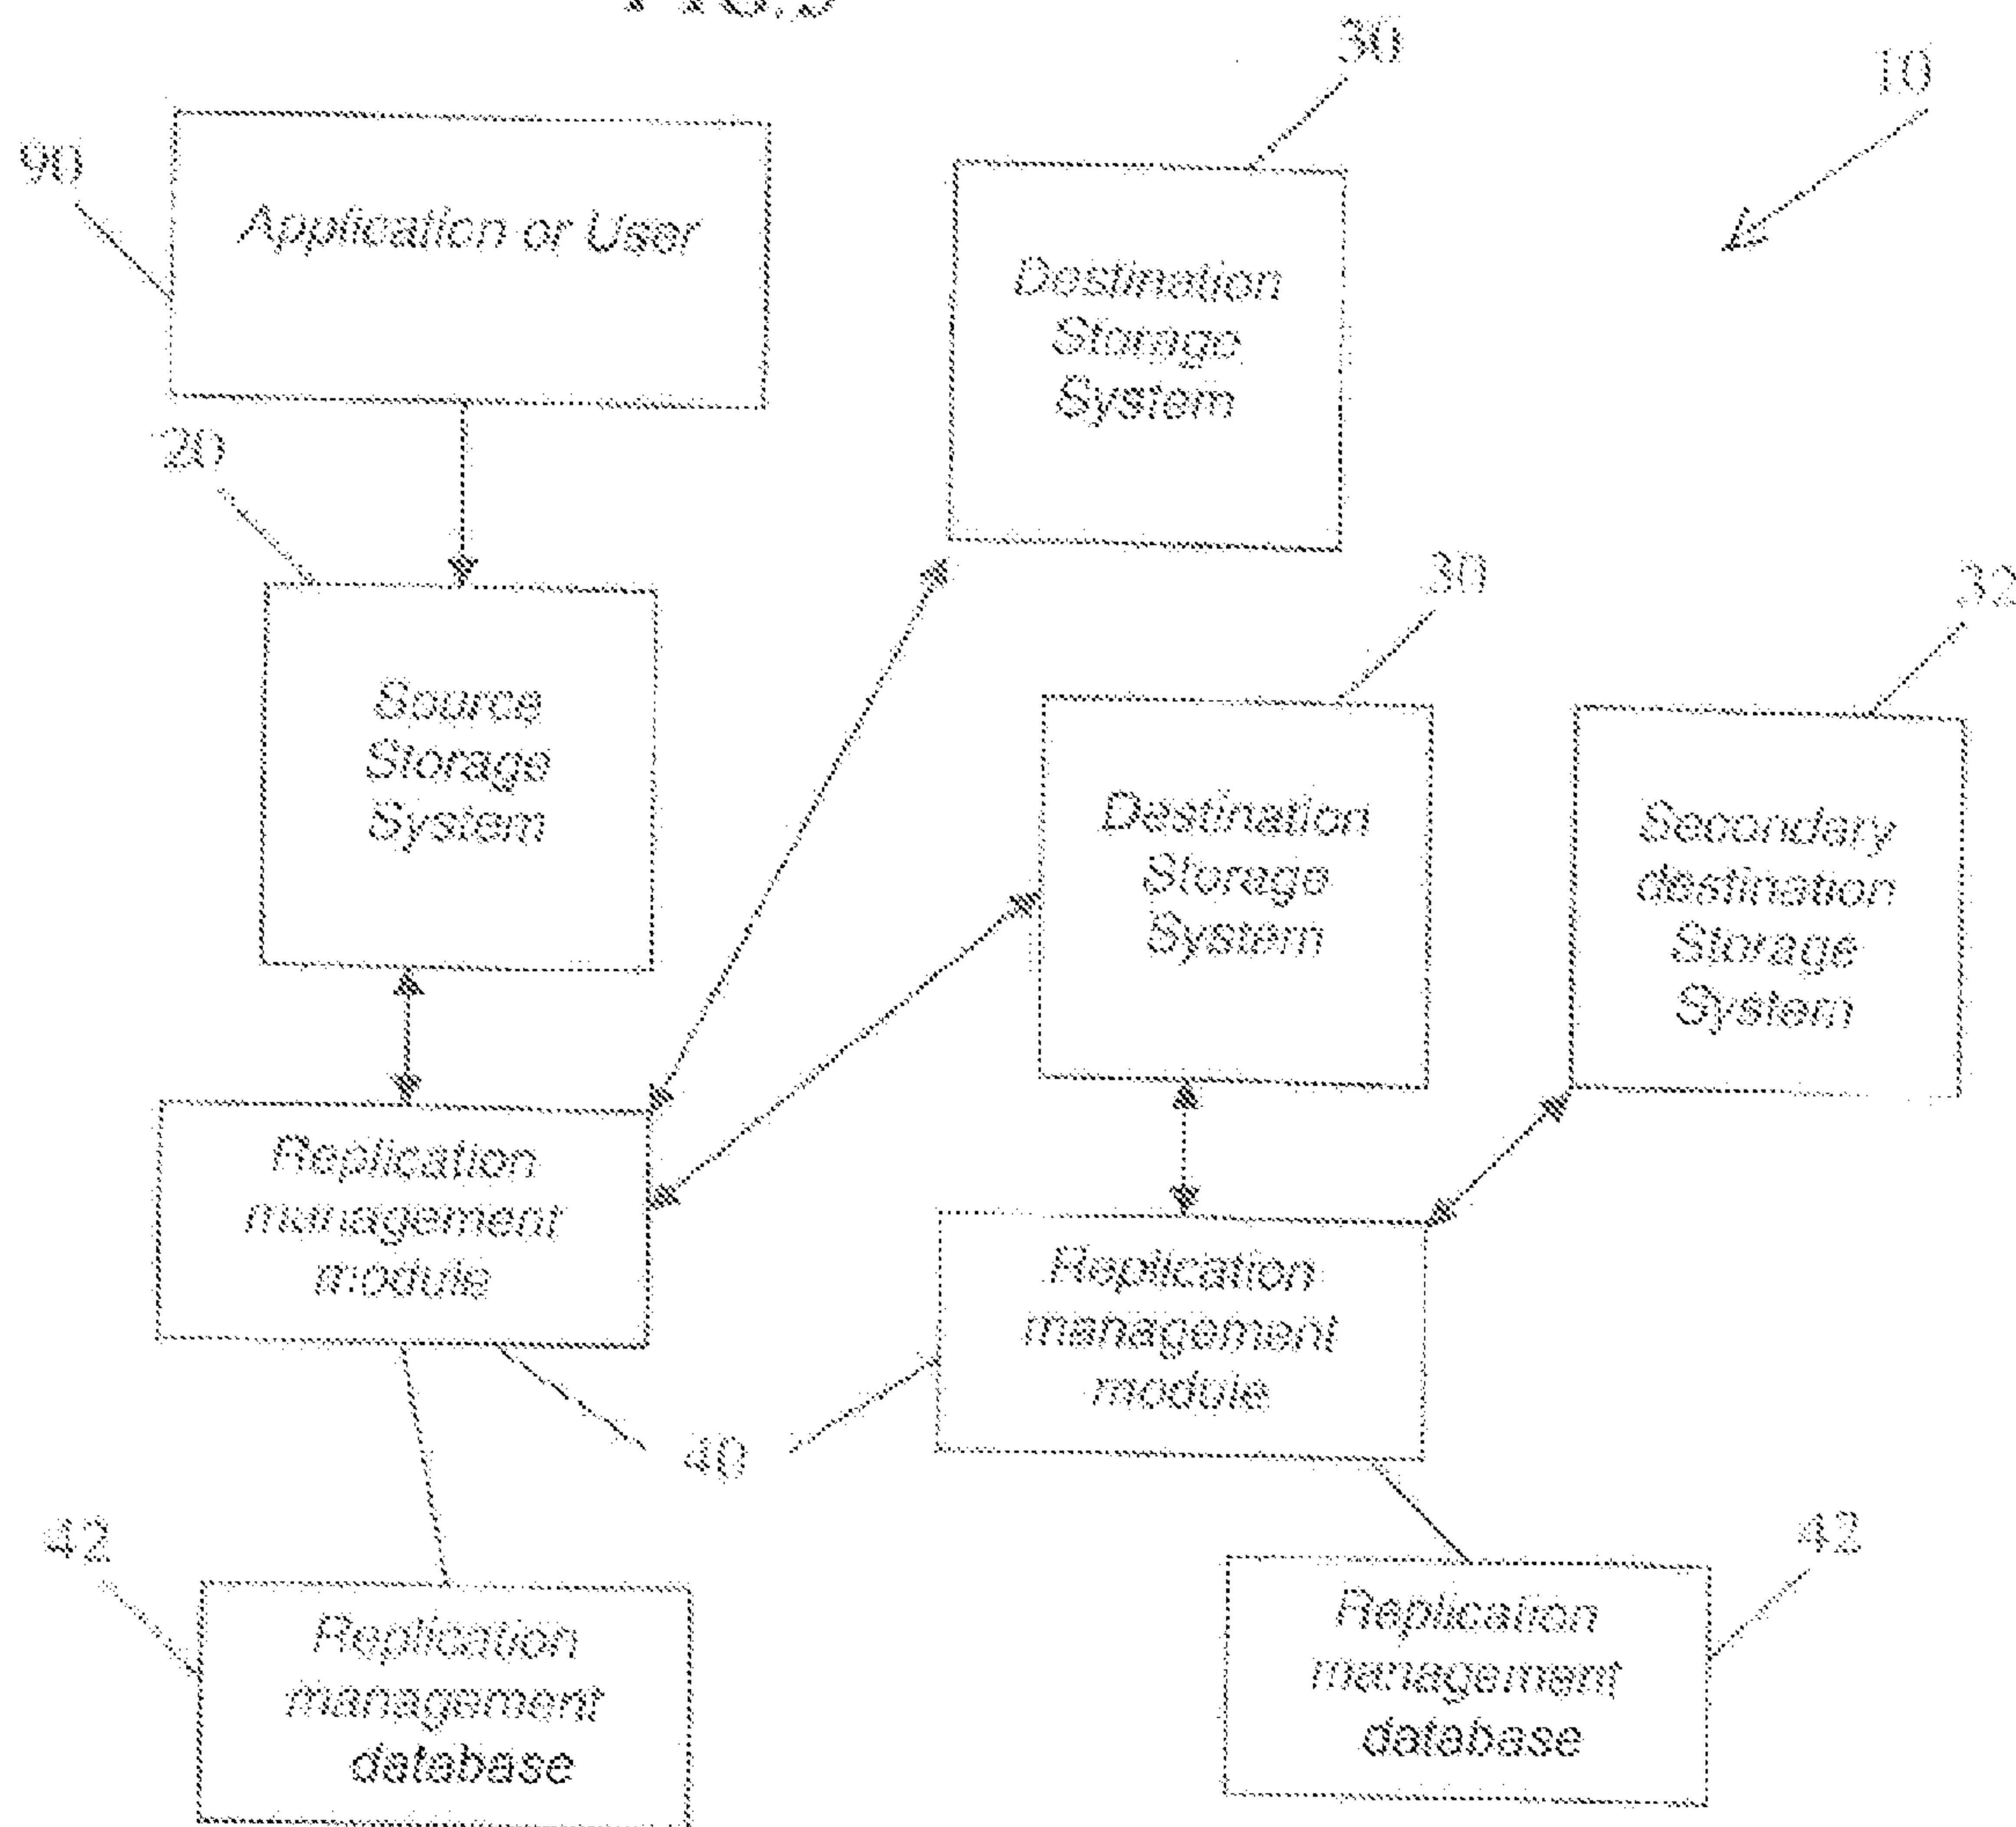 30
10
90
Application or User
Destination
Storage
System
20
30
32
Source
Storage
System
Destination
Storage
System
Secondary
destination
Storage
System
Replication
management
module
Replication
management
module
40
42
42
Replication
management
database
Replication
management
database